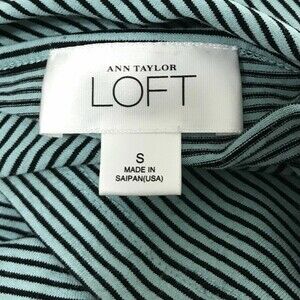 ANN TAYLOR
LOFT
S
MADE IN
SAIPAN(USA)